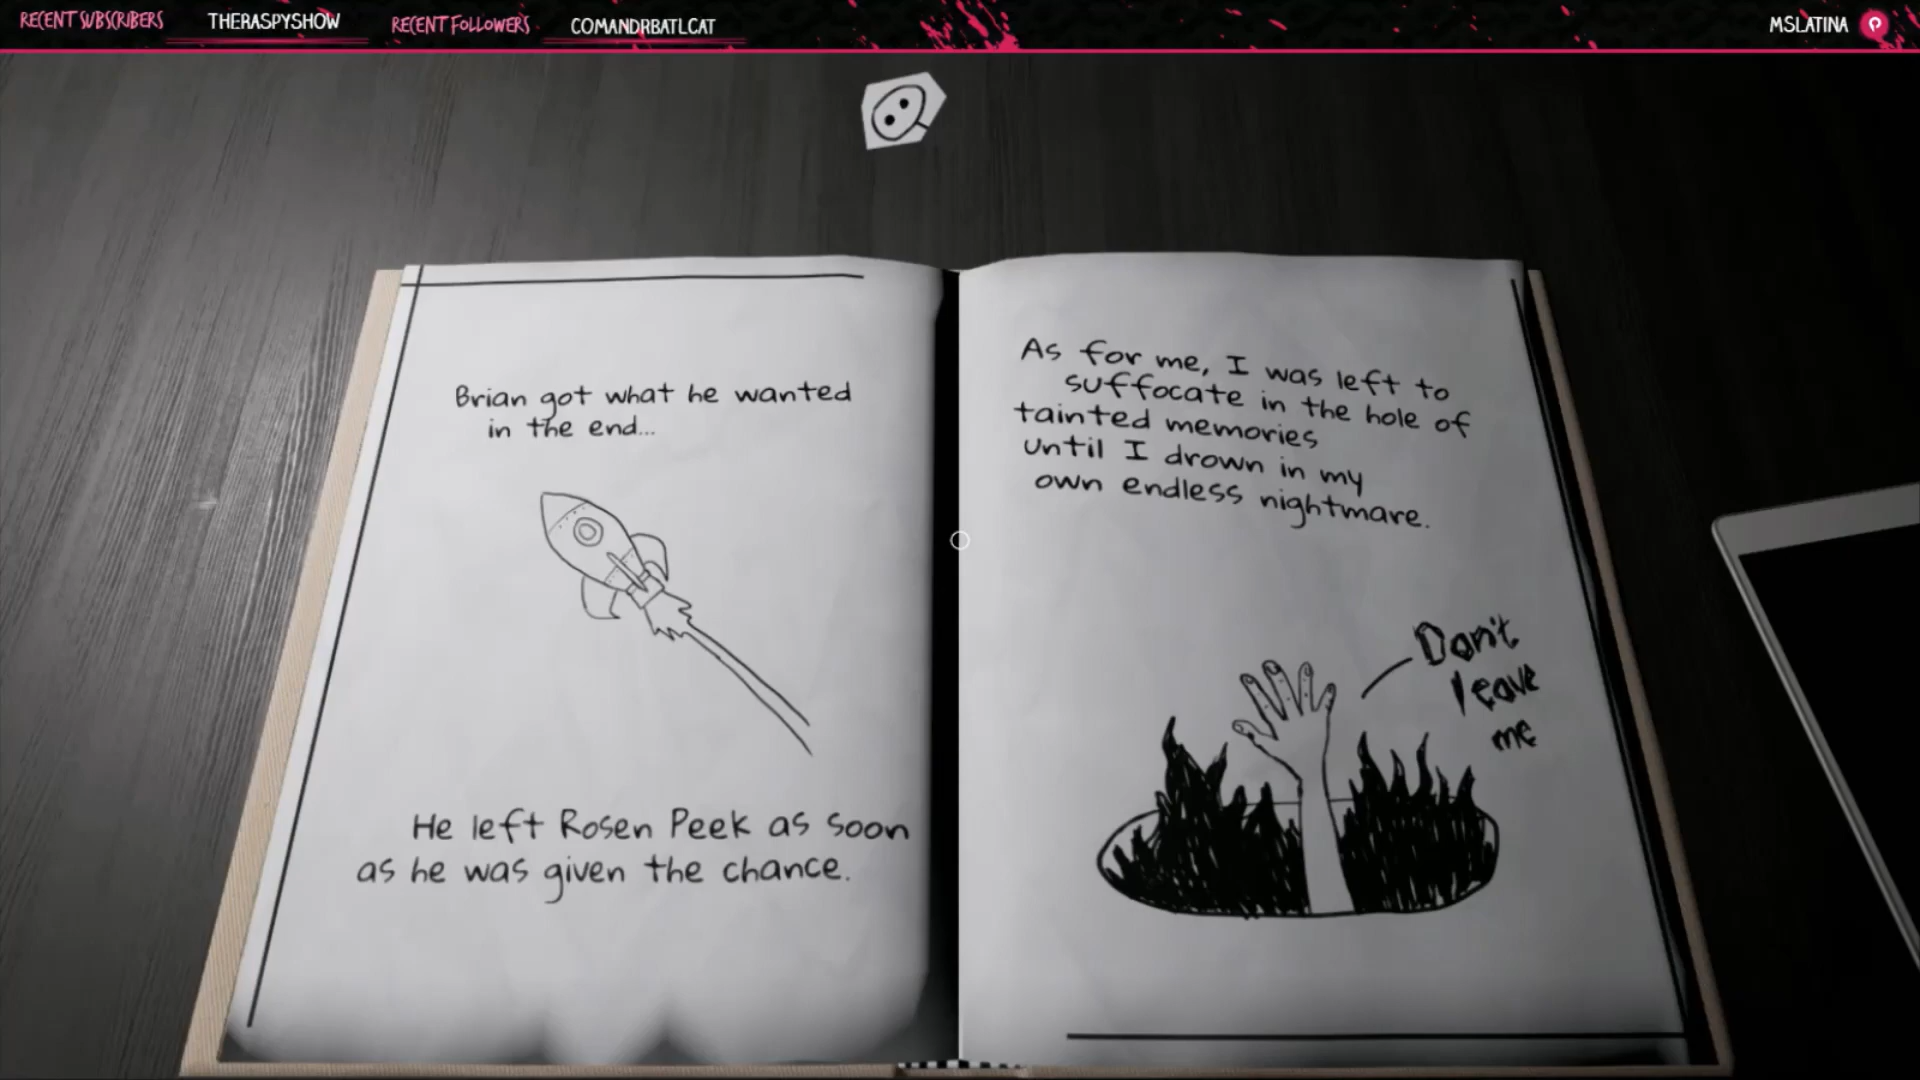 RECENT SUBSCRIBERS
THERASPYSHOW
RECENT FOLLOWERS
COMANDRBATLCAT
MSLATINA
Brian got what he wanted
in the end...
He left Rosen Peek as soon
as he was given the chance.
As for me, I was left to
suffocate in the hole of
tainted memories
until I drown in my
own endless nightmare.
Don't
leave
me